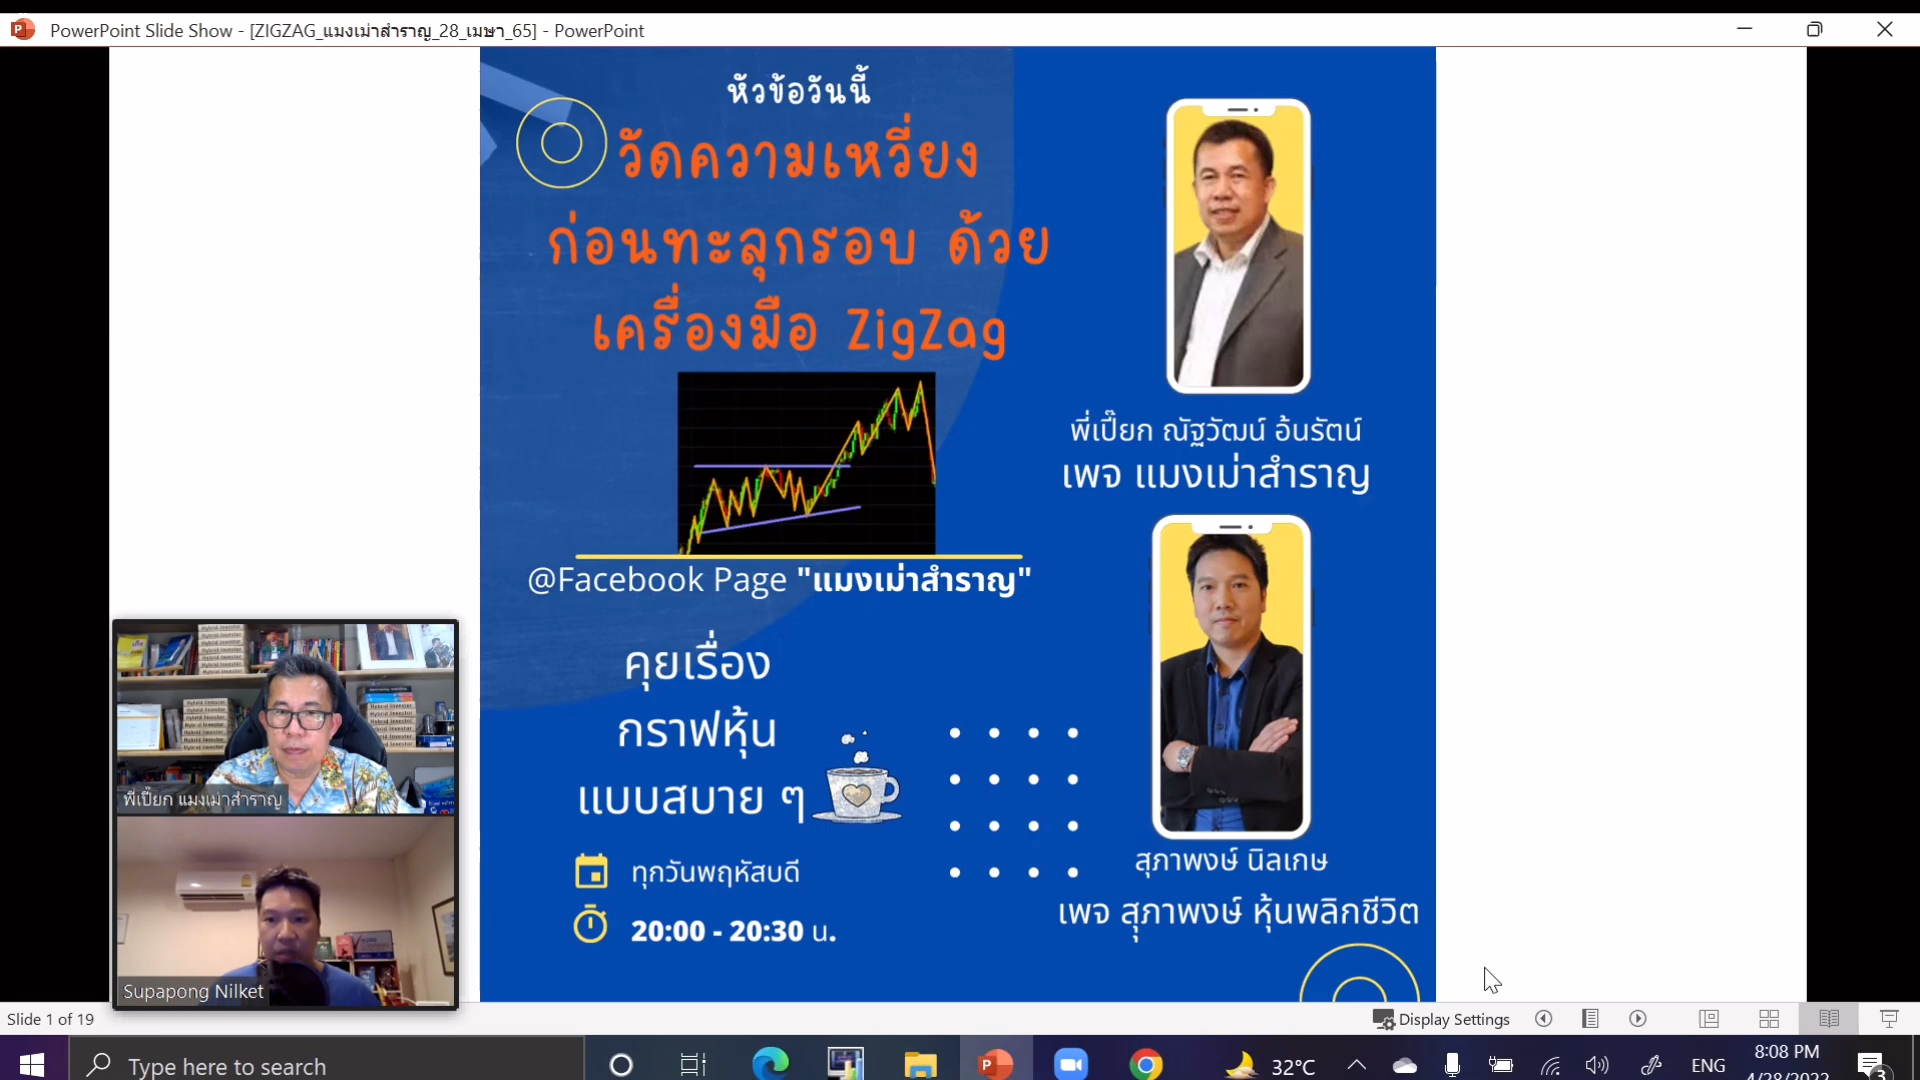 PowerPoint Slide Show - [ZIGZAG_แมงเม่าสำราญ_28_เมษา_65] - PowerPoint
หัวข้อวันนี้
วัดความเหวี่ยง
ก่อนทะลุกรอบ ด้วย
เครื่องมือ ZigZag
@Facebook Page "แมงเม่าสำราญ"
คุยเรื่อง
กราฟหุ้น
แบบสบาย ๆ
ทุกวันพฤหัสบดี
20:00 - 20:30 น.
พี่เปี๊ยก ณัฐวัฒน์ อ้นรัตน์
เพจ แมงเม่าสำราญ
สุภาพงษ์ นิลเกษ
เพจ สุภาพงษ์ หุ้นพลิกชีวิต
Hybrid Investor
Hybrid Investor
Hybrid Investor
พี่เปี๊ยก แมงเม่าสำราญ
Supapong Nilket
Slide 1 of 19
Display Settings
Type here to search
32°C
ENG
8:08 PM
4/28/2022
3